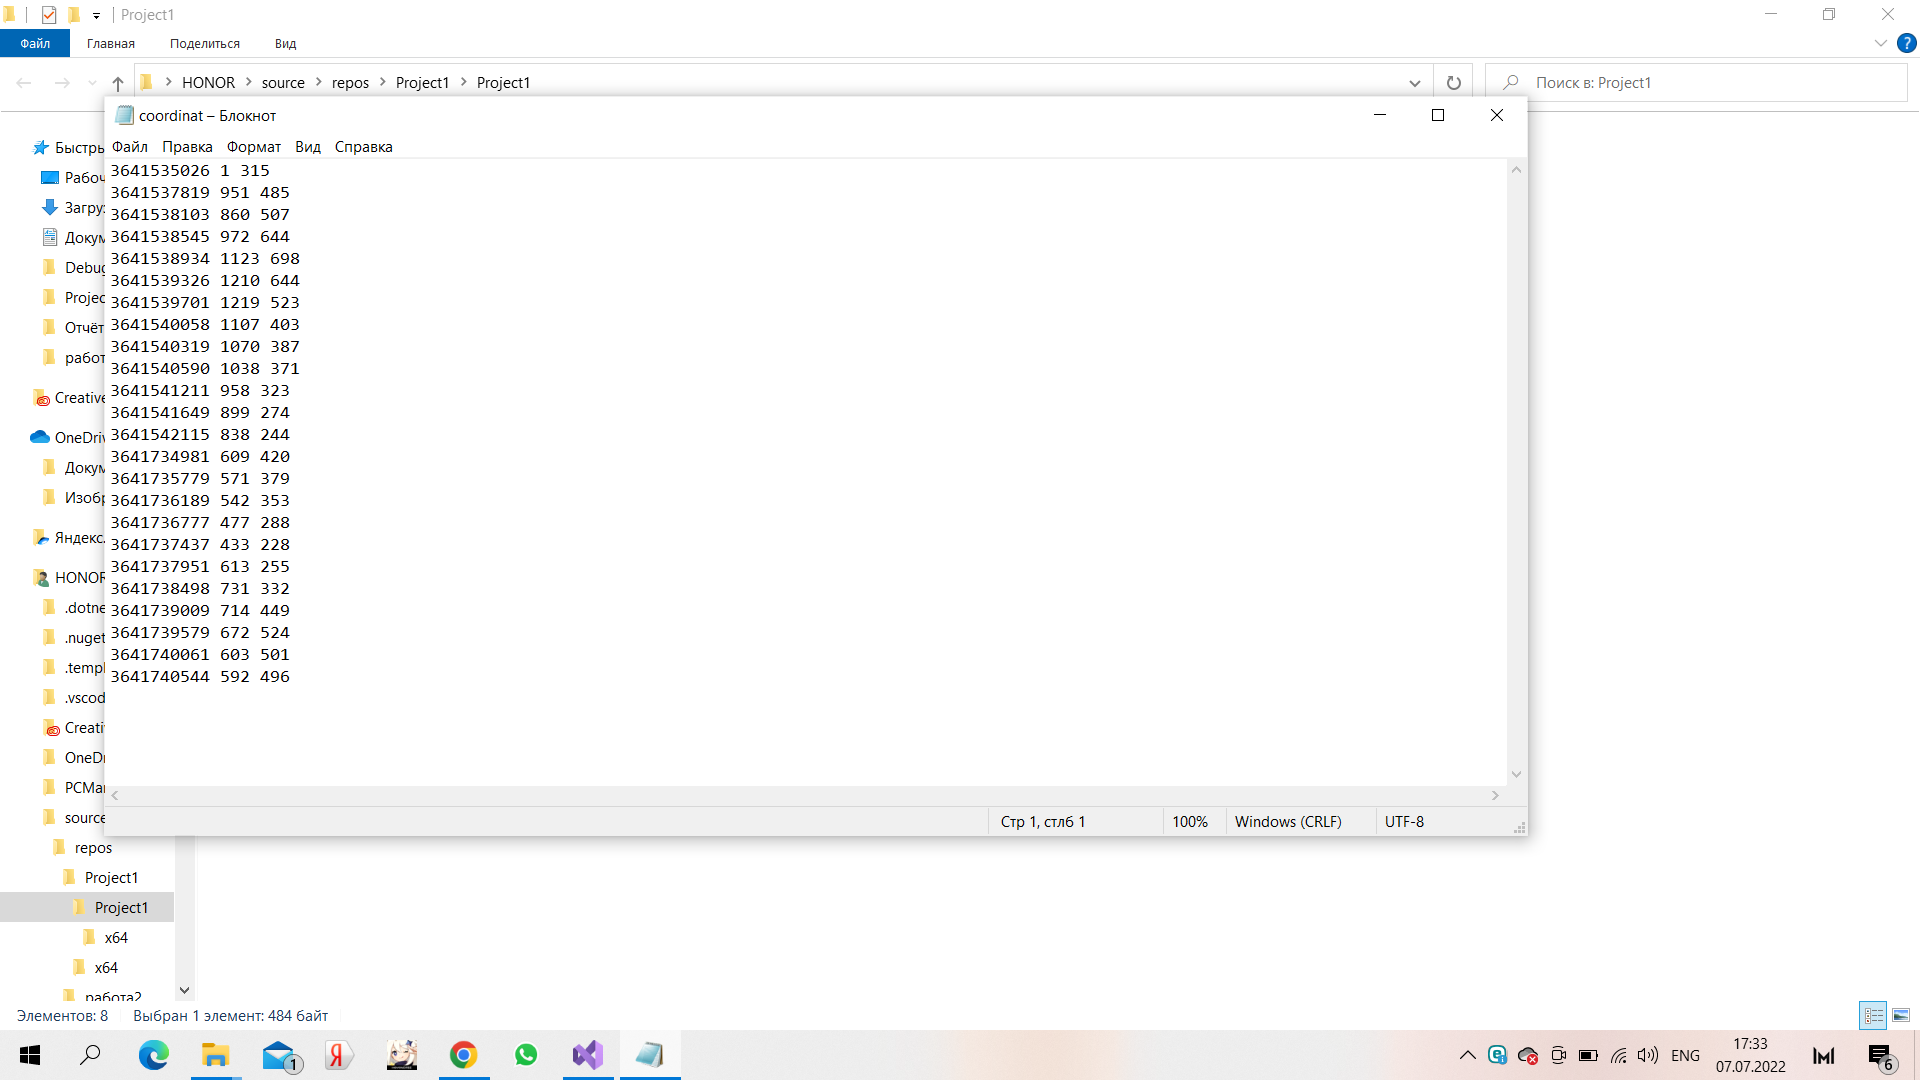 Project1
Файл Главная Поделиться Вид
HONOR source repos Project1 Project1
Поиск в: Project1
coordinat – Блокнот
Файл Правка Формат Вид Справка
3641535026 1 315
3641537819 951 485
3641538103 860 507
3641538545 972 644
3641538934 1123 698
3641539326 1210 644
3641539701 1219 523
3641540058 1107 403
3641540319 1070 387
3641540590 1038 371
3641541211 958 323
3641541649 899 274
3641542115 838 244
3641734981 609 420
3641735779 571 379
3641736189 542 353
3641736777 477 288
3641737437 433 228
3641737951 613 255
3641738498 731 332
3641739009 714 449
3641739579 672 524
3641740061 603 501
3641740544 592 496
Стр 1, стлб 1 100% Windows (CRLF) UTF-8
Быстры
Рабоч
Загруз
Докум
Debug
Projec
Отчёт
работ
Creative
OneDriv
Докум
Изобр
Яндекс.
HONOR
.dotne
.nuget
.templ
.vscod
Creati
OneDr
PCMar
source
repos
Project1
Project1
x64
x64
работа2
Элементов: 8 Выбран 1 элемент: 484 байт
1
ENG
17:33
07.07.2022
6